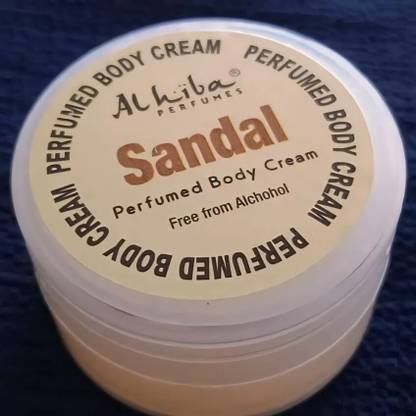 PERFUMED BODY CREAM
PERFUMED BODY CREAM
PERFUMED BODY CREAM
Alhiba®
PERFUMES
Sandal
Perfumed Body Cream
Free from Alchohol